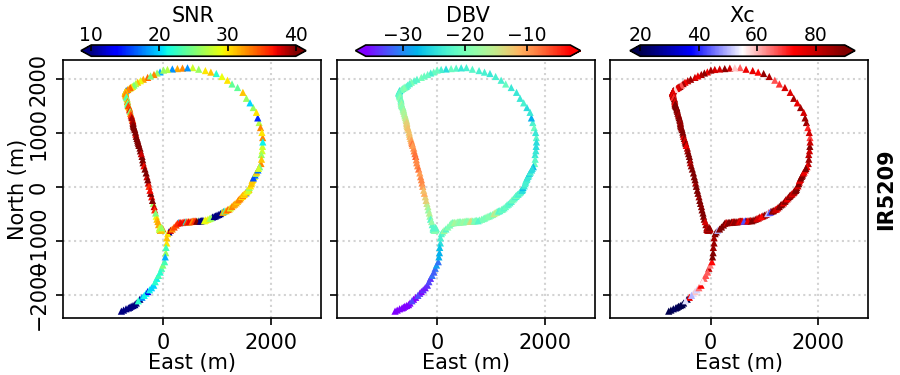 SNR
10 20 30 40
DBV
−30 −20 −10
Xc
20 40 60 80
North (m)
2000
1000
0
−1000
−2000
0 2000
East (m)
0 2000
East (m)
0 2000
East (m)
IR5209